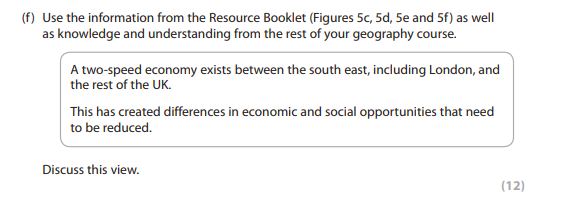 (f) Use the information from the Resource Booklet (Figures 5c, 5d, 5e and 5f) as well
as knowledge and understanding from the rest of your geography course.
A two-speed economy exists between the south east, including London, and
the rest of the UK.
This has created differences in economic and social opportunities that need
to be reduced.
Discuss this view.
(12)